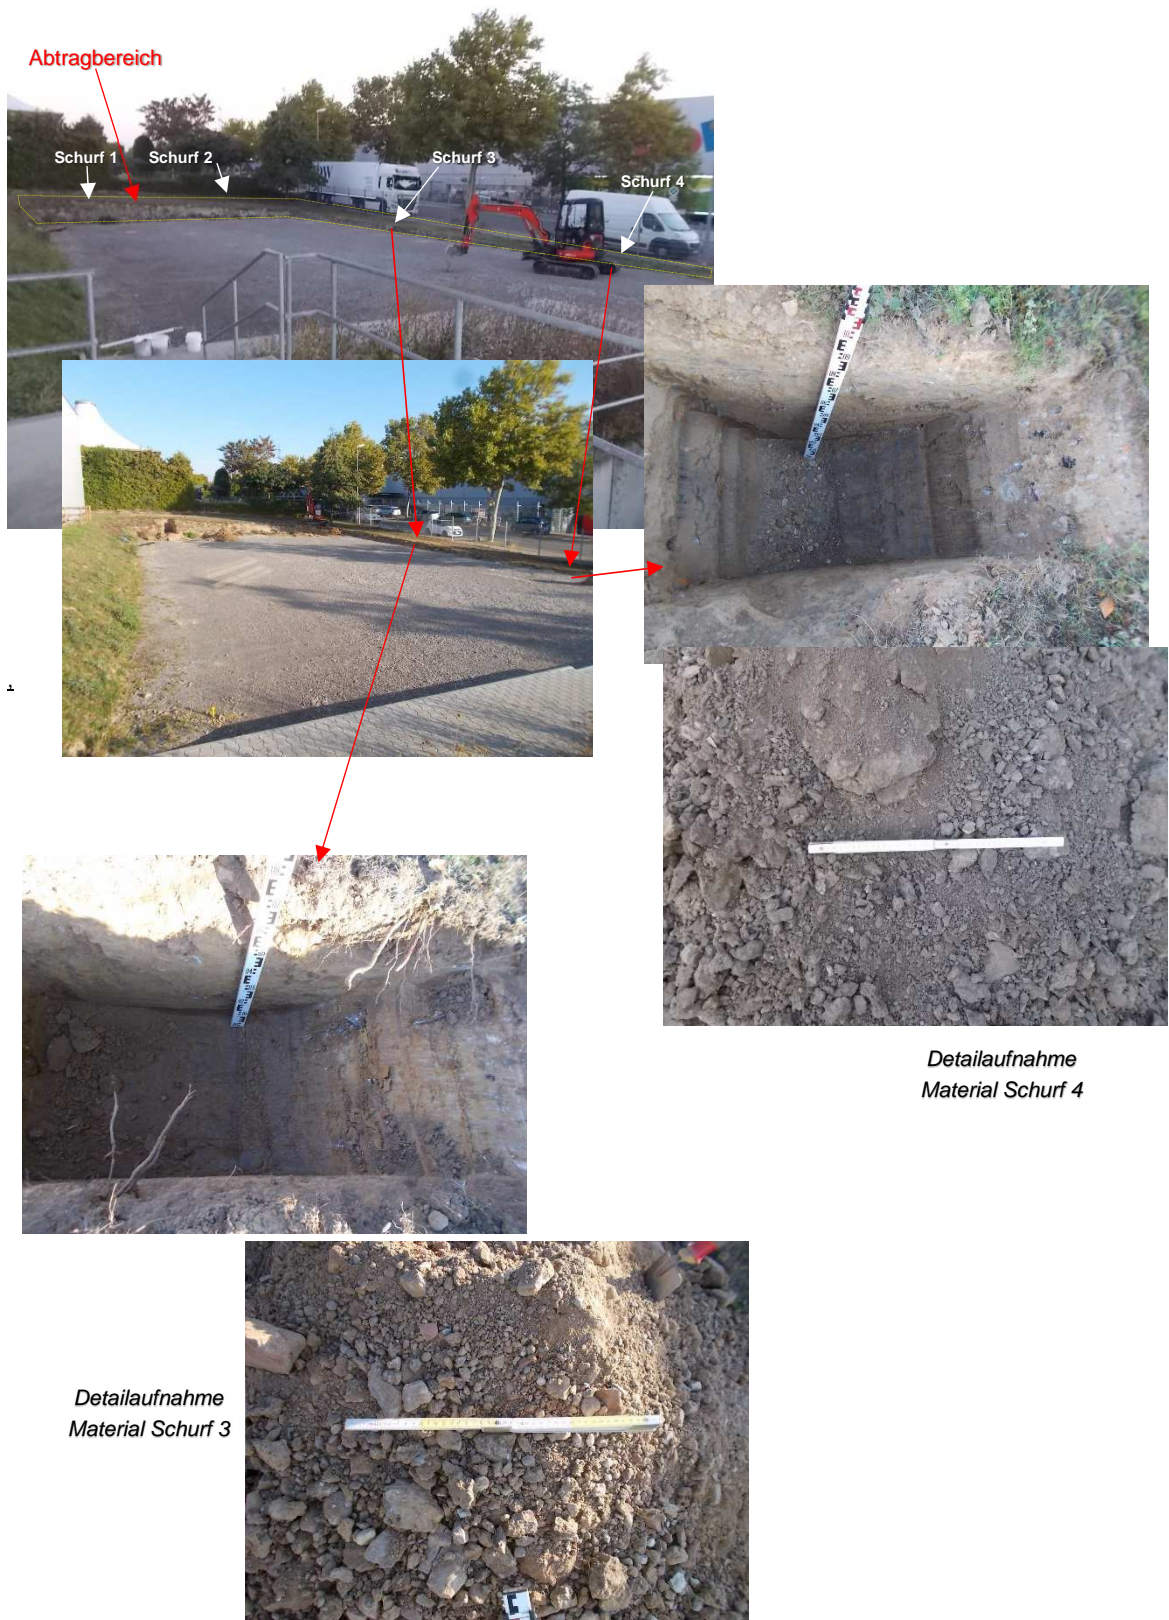 Abtragbereich
Schurf 1
Schurf 2
Schurf 3
Schurf 4
Detailaufnahme
Material Schurf 4
Detailaufnahme
Material Schurf 3